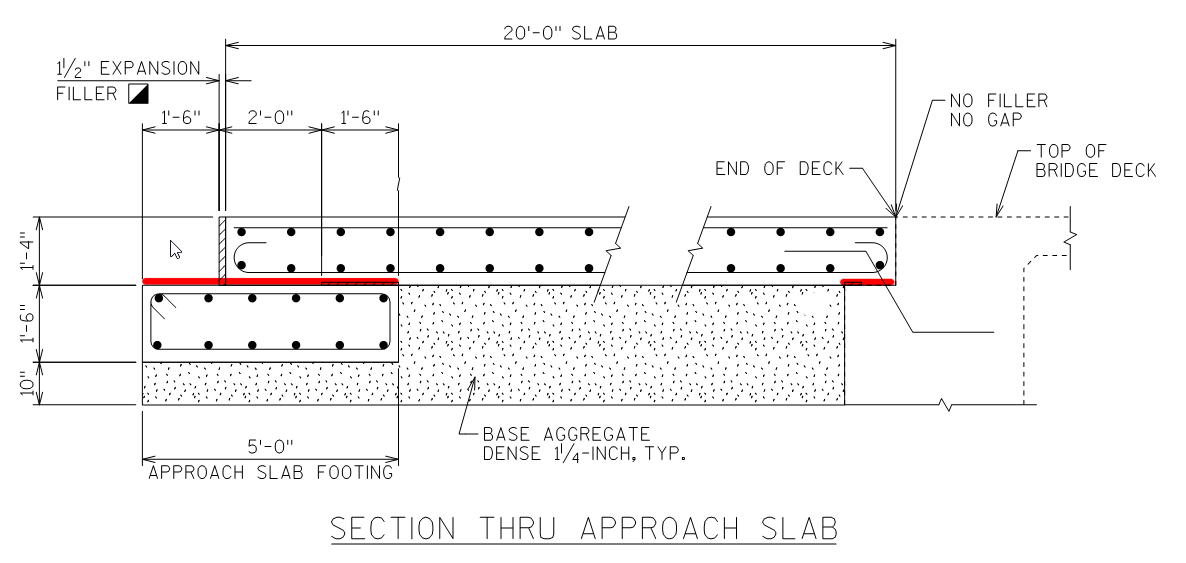 20'-0" SLAB
1½" EXPANSION
FILLER
1'-6"
2'-0"
1'-6"
NO FILLER
NO GAP
TOP OF
BRIDGE DECK
END OF DECK
1'-4"
1'-6"
10"
BASE AGGREGATE
DENSE 1¼-INCH, TYP.
5'-0"
APPROACH SLAB FOOTING
SECTION THRU APPROACH SLAB